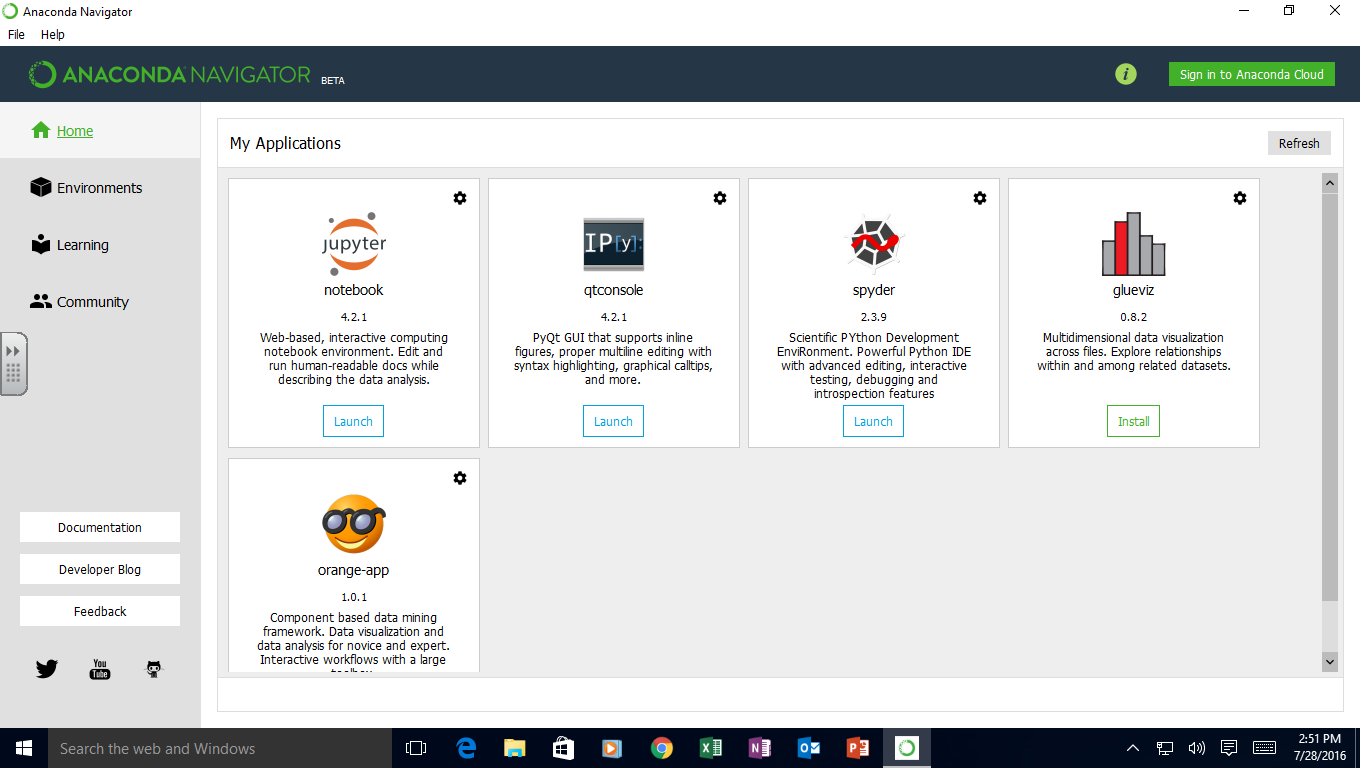 Anaconda Navigator
File Help
ANACONDA NAVIGATOR BETA
i
Sign in to Anaconda Cloud
Home
Environments
Learning
Community
Documentation
Developer Blog
Feedback
You
Tube
My Applications
Refresh
jupyter
notebook
4.2.1
Web-based, interactive computing
notebook environment. Edit and
run human-readable docs while
describing the data analysis.
Launch
IP[y]:
qtconsole
4.2.1
PyQt GUI that supports inline
figures, proper multiline editing with
syntax highlighting, graphical calltips,
and more.
Launch
spyder
2.3.9
Scientific PYthon Development
EnviRonment. Powerful Python IDE
with advanced editing, interactive
testing, debugging and
introspection features
Launch
glueviz
0.8.2
Multidimensional data visualization
across files. Explore relationships
within and among related datasets.
Install
orange-app
1.0.1
Component based data mining
framework. Data visualization and
data analysis for novice and expert.
Interactive workflows with a large
toolbox.
Search the web and Windows
2:51 PM
7/28/2016